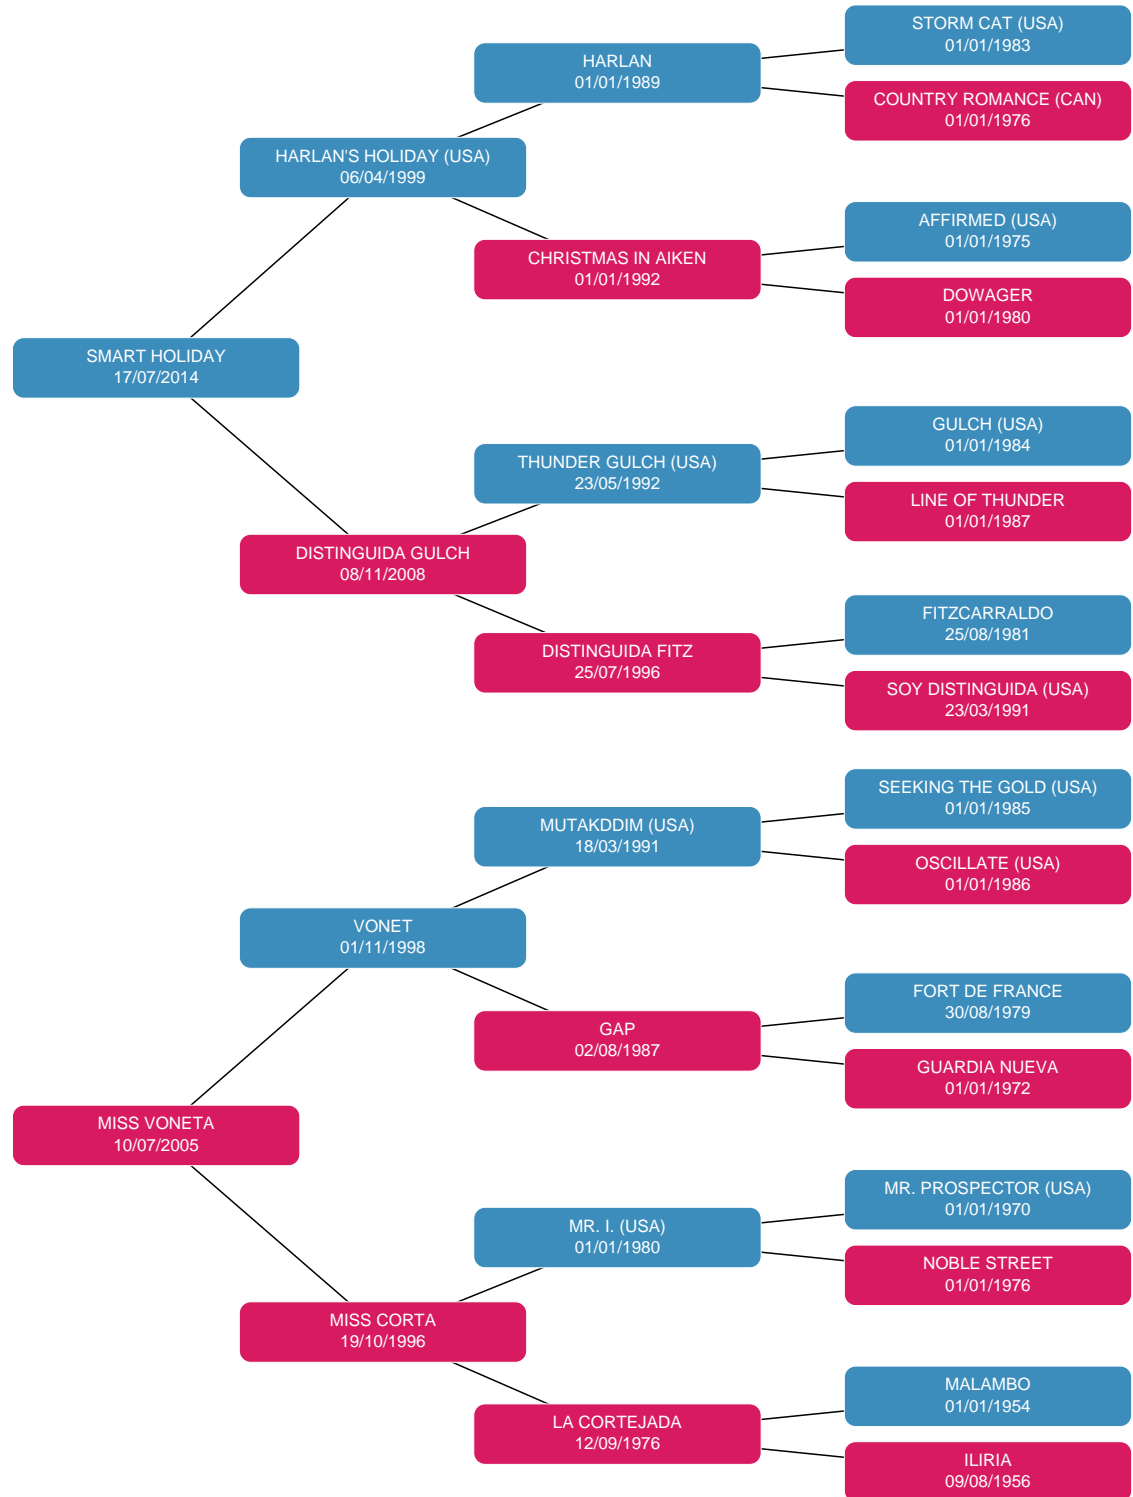 STORM CAT (USA)
01/01/1983
HARLAN
01/01/1989
COUNTRY ROMANCE (CAN)
01/01/1976
HARLAN'S HOLIDAY (USA)
06/04/1999
AFFIRMED (USA)
01/01/1975
CHRISTMAS IN AIKEN
01/01/1992
DOWAGER
01/01/1980
SMART HOLIDAY
17/07/2014
GULCH (USA)
01/01/1984
THUNDER GULCH (USA)
23/05/1992
LINE OF THUNDER
01/01/1987
DISTINGUIDA GULCH
08/11/2008
FITZCARRALDO
25/08/1981
DISTINGUIDA FITZ
25/07/1996
SOY DISTINGUIDA (USA)
23/03/1991
SEEKING THE GOLD (USA)
01/01/1985
MUTAKDDIM (USA)
18/03/1991
OSCILLATE (USA)
01/01/1986
VONET
01/11/1998
FORT DE FRANCE
30/08/1979
GAP
02/08/1987
GUARDIA NUEVA
01/01/1972
MISS VONETA
10/07/2005
MR. PROSPECTOR (USA)
01/01/1970
MR. I. (USA)
01/01/1980
NOBLE STREET
01/01/1976
MISS CORTA
19/10/1996
MALAMBO
01/01/1954
LA CORTEJADA
12/09/1976
ILIRIA
09/08/1956